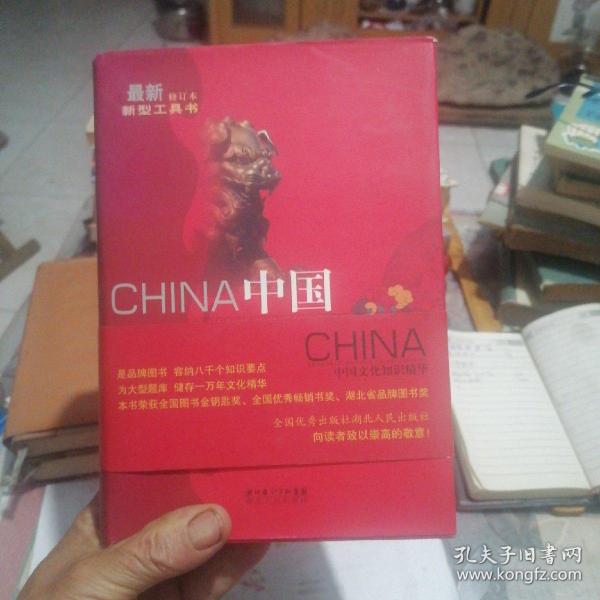 最新 修订本
新型工具书
CHINA 中国
CHINA
中国文化知识精华
是品牌图书 容纳八千个知识要点
为大型题库 储存一万年文化精华
本书荣获全国图书金钥匙奖、全国优秀畅销书奖、湖北省品牌图书奖
全国优秀出版社湖北人民出版社
向读者致以崇高的敬意!
孔夫子旧书网
www.kongfz.com